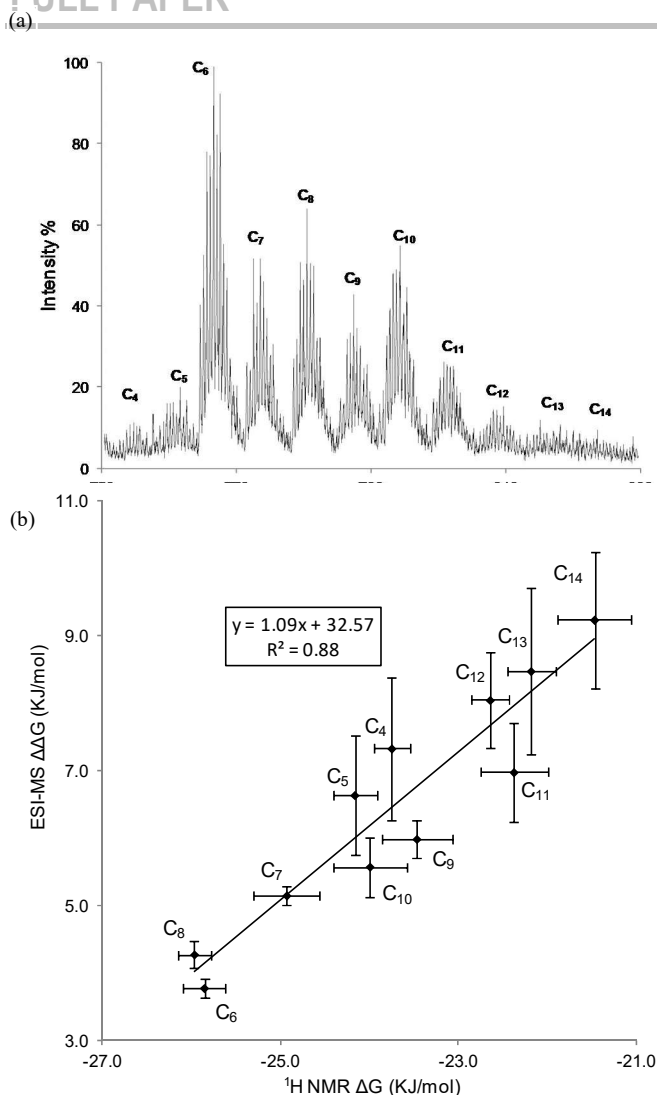 FULL PAPER
(a)
100
80
60
40
20
0
Intensity %
C₄
C₅
C₆
C₇
C₈
C₉
C₁₀
C₁₁
C₁₂
C₁₃
C₁₄
(b)
11.0
9.0
7.0
5.0
3.0
ESI-MS ΔΔG (KJ/mol)
y = 1.09x + 32.57
R² = 0.88
C₁₄
C₁₃
C₁₂
C₁₁
C₄
C₅
C₉
C₁₀
C₇
C₈
C₆
-27.0
-25.0
-23.0
-21.0
¹H NMR ΔG (KJ/mol)